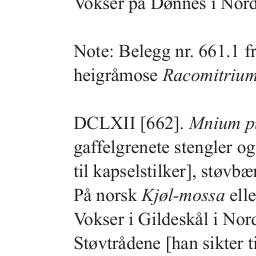 Vokser på Dønnes i Nord
Note: Belegg nr. 661.1 fr
heigråmose Racomitrium
DCLXII [662]. Mnium p
gaffelgrenete stengler og
til kapselstilker], støvbær
På norsk Kjøl-mossa elle
Vokser i Gildeskål i Nord
Støvtrådene [han sikter ti